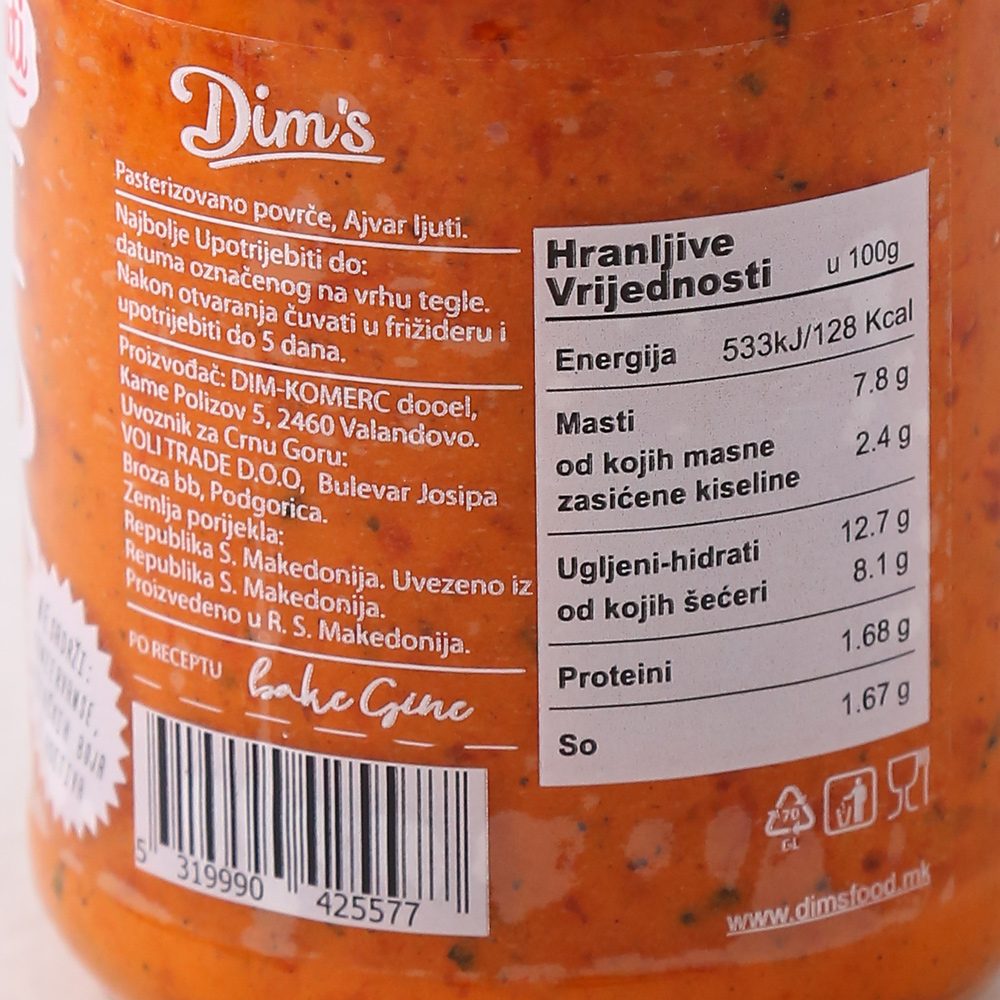 Dim's
Pasterizovano povrče, Ajvar ljuti.
Najbolje Upotrijebiti do:
datuma označenog na vrhu tegle.
Nakon otvaranja čuvati u frižideru i
upotrijebiti do 5 dana.
Proizvođač: DIM-KOMERC dooel,
Kame Polizov 5, 2460 Valandovo.
Uvoznik za Crnu Goru:
VOLI TRADE D.O.O, Bulevar Josipa
Broza bb, Podgorica.
Zemlja porijekla:
Republika S. Makedonija. Uvezeno iz
Republika S. Makedonija.
Proizvedeno u R. S. Makedonija.
PO RECEPTU
5 319990 425577
Hranljive
Vrijednosti u 100g
Energija 533kJ/128 Kcal
Masti 7.8 g
od kojih masne 2.4 g
zasićene kiseline
Ugljeni-hidrati 12.7 g
od kojih šećeri 8.1 g
Proteini 1.68 g
So 1.67 g
70
GL
www.dimsfood.mk